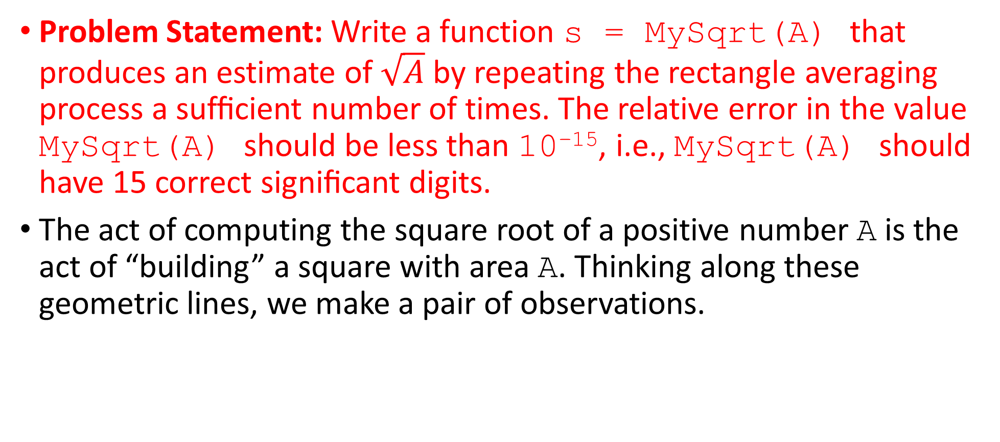 • Problem Statement: Write a function s = MySqrt(A) that
produces an estimate of √A by repeating the rectangle averaging
process a sufficient number of times. The relative error in the value
MySqrt(A) should be less than 10⁻¹⁵, i.e., MySqrt(A) should
have 15 correct significant digits.
• The act of computing the square root of a positive number A is the
act of “building” a square with area A. Thinking along these
geometric lines, we make a pair of observations.